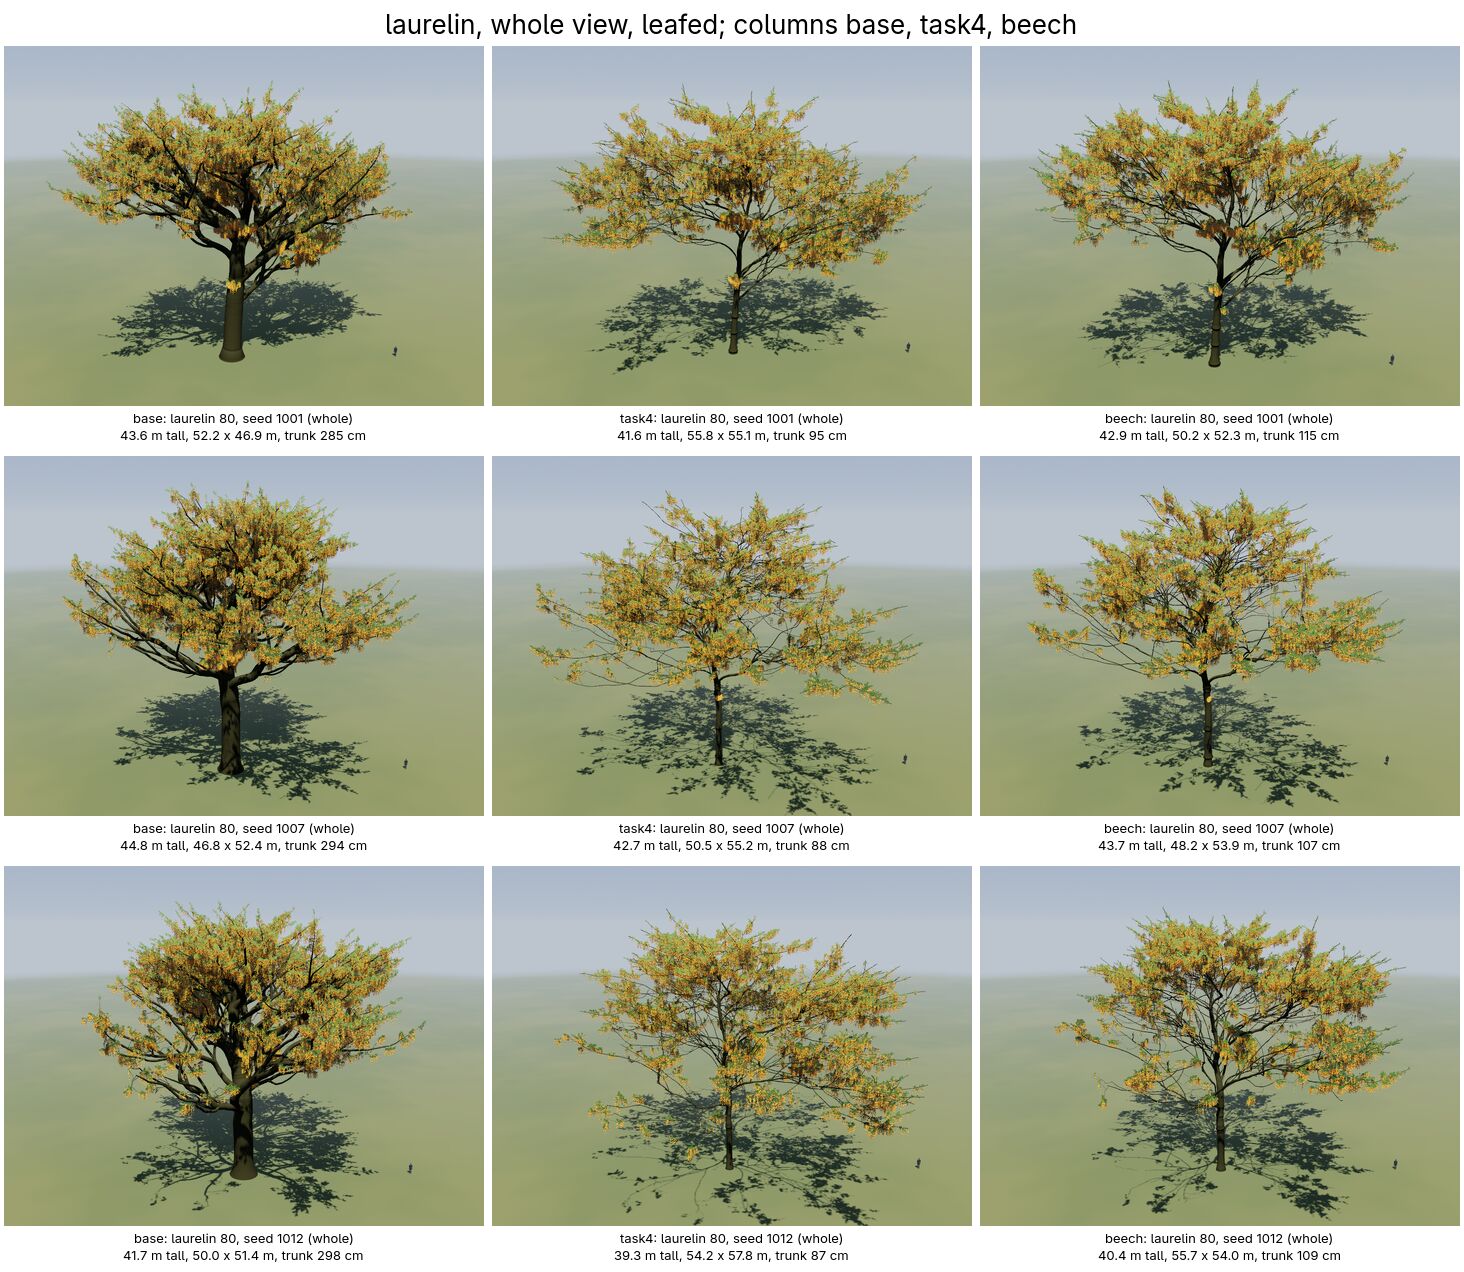 laurelin, whole view, leafed; columns base, task4, beech
base: laurelin 80, seed 1001 (whole)
43.6 m tall, 52.2 x 46.9 m, trunk 285 cm
task4: laurelin 80, seed 1001 (whole)
41.6 m tall, 55.8 x 55.1 m, trunk 95 cm
beech: laurelin 80, seed 1001 (whole)
42.9 m tall, 50.2 x 52.3 m, trunk 115 cm
base: laurelin 80, seed 1007 (whole)
44.8 m tall, 46.8 x 52.4 m, trunk 294 cm
task4: laurelin 80, seed 1007 (whole)
42.7 m tall, 50.5 x 55.2 m, trunk 88 cm
beech: laurelin 80, seed 1007 (whole)
43.7 m tall, 48.2 x 53.9 m, trunk 107 cm
base: laurelin 80, seed 1012 (whole)
41.7 m tall, 50.0 x 51.4 m, trunk 298 cm
task4: laurelin 80, seed 1012 (whole)
39.3 m tall, 54.2 x 57.8 m, trunk 87 cm
beech: laurelin 80, seed 1012 (whole)
40.4 m tall, 55.7 x 54.0 m, trunk 109 cm